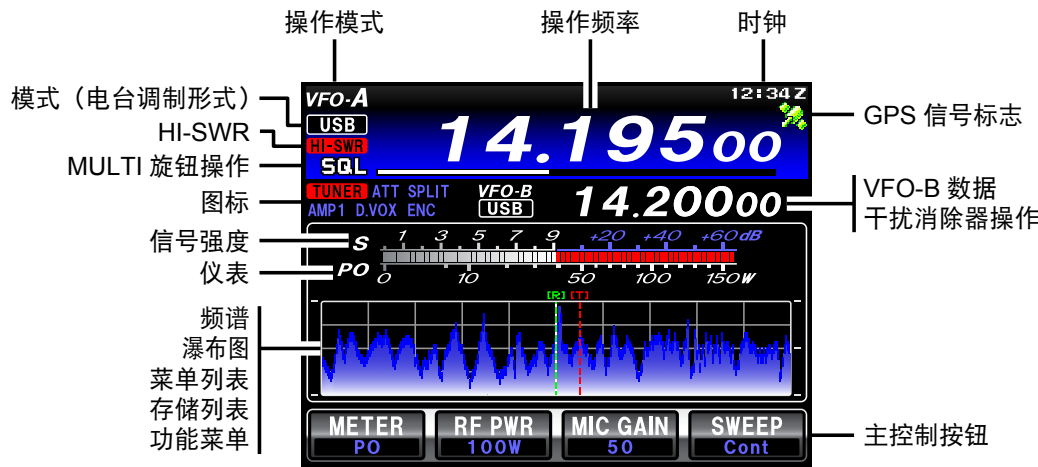 操作模式
操作频率
时钟
模式（电台调制形式）
HI-SWR
MULTI 旋钮操作
图标
信号强度
仪表
频谱
瀑布图
菜单列表
存储列表
功能菜单
VFO-A
12:34 Z
USB
HI-SWR
14.19500
SQL
TUNER ATT SPLIT
AMP1 D.VOX ENC
VFO-B
USB
14.20000
S 1 3 5 7 9 +20 +40 +60 dB
PO 0 10 50 100 150 W
[R] [T]
METER
PO
RF PWR
100W
MIC GAIN
50
SWEEP
Cont
GPS 信号标志
VFO-B 数据
干扰消除器操作
主控制按钮